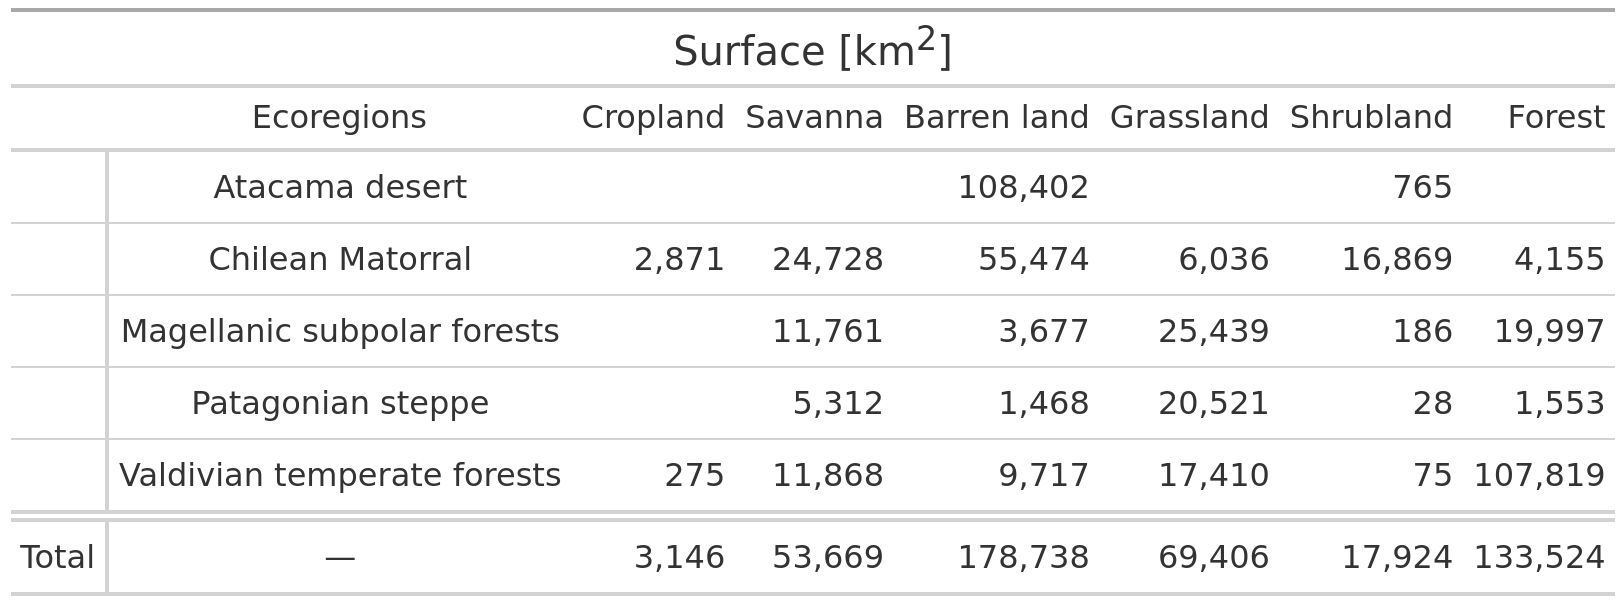 Surface [km²]
Ecoregions Cropland Savanna Barren land Grassland Shrubland Forest
Atacama desert 108,402 765
Chilean Matorral 2,871 24,728 55,474 6,036 16,869 4,155
Magellanic subpolar forests 11,761 3,677 25,439 186 19,997
Patagonian steppe 5,312 1,468 20,521 28 1,553
Valdivian temperate forests 275 11,868 9,717 17,410 75 107,819
Total — 3,146 53,669 178,738 69,406 17,924 133,524